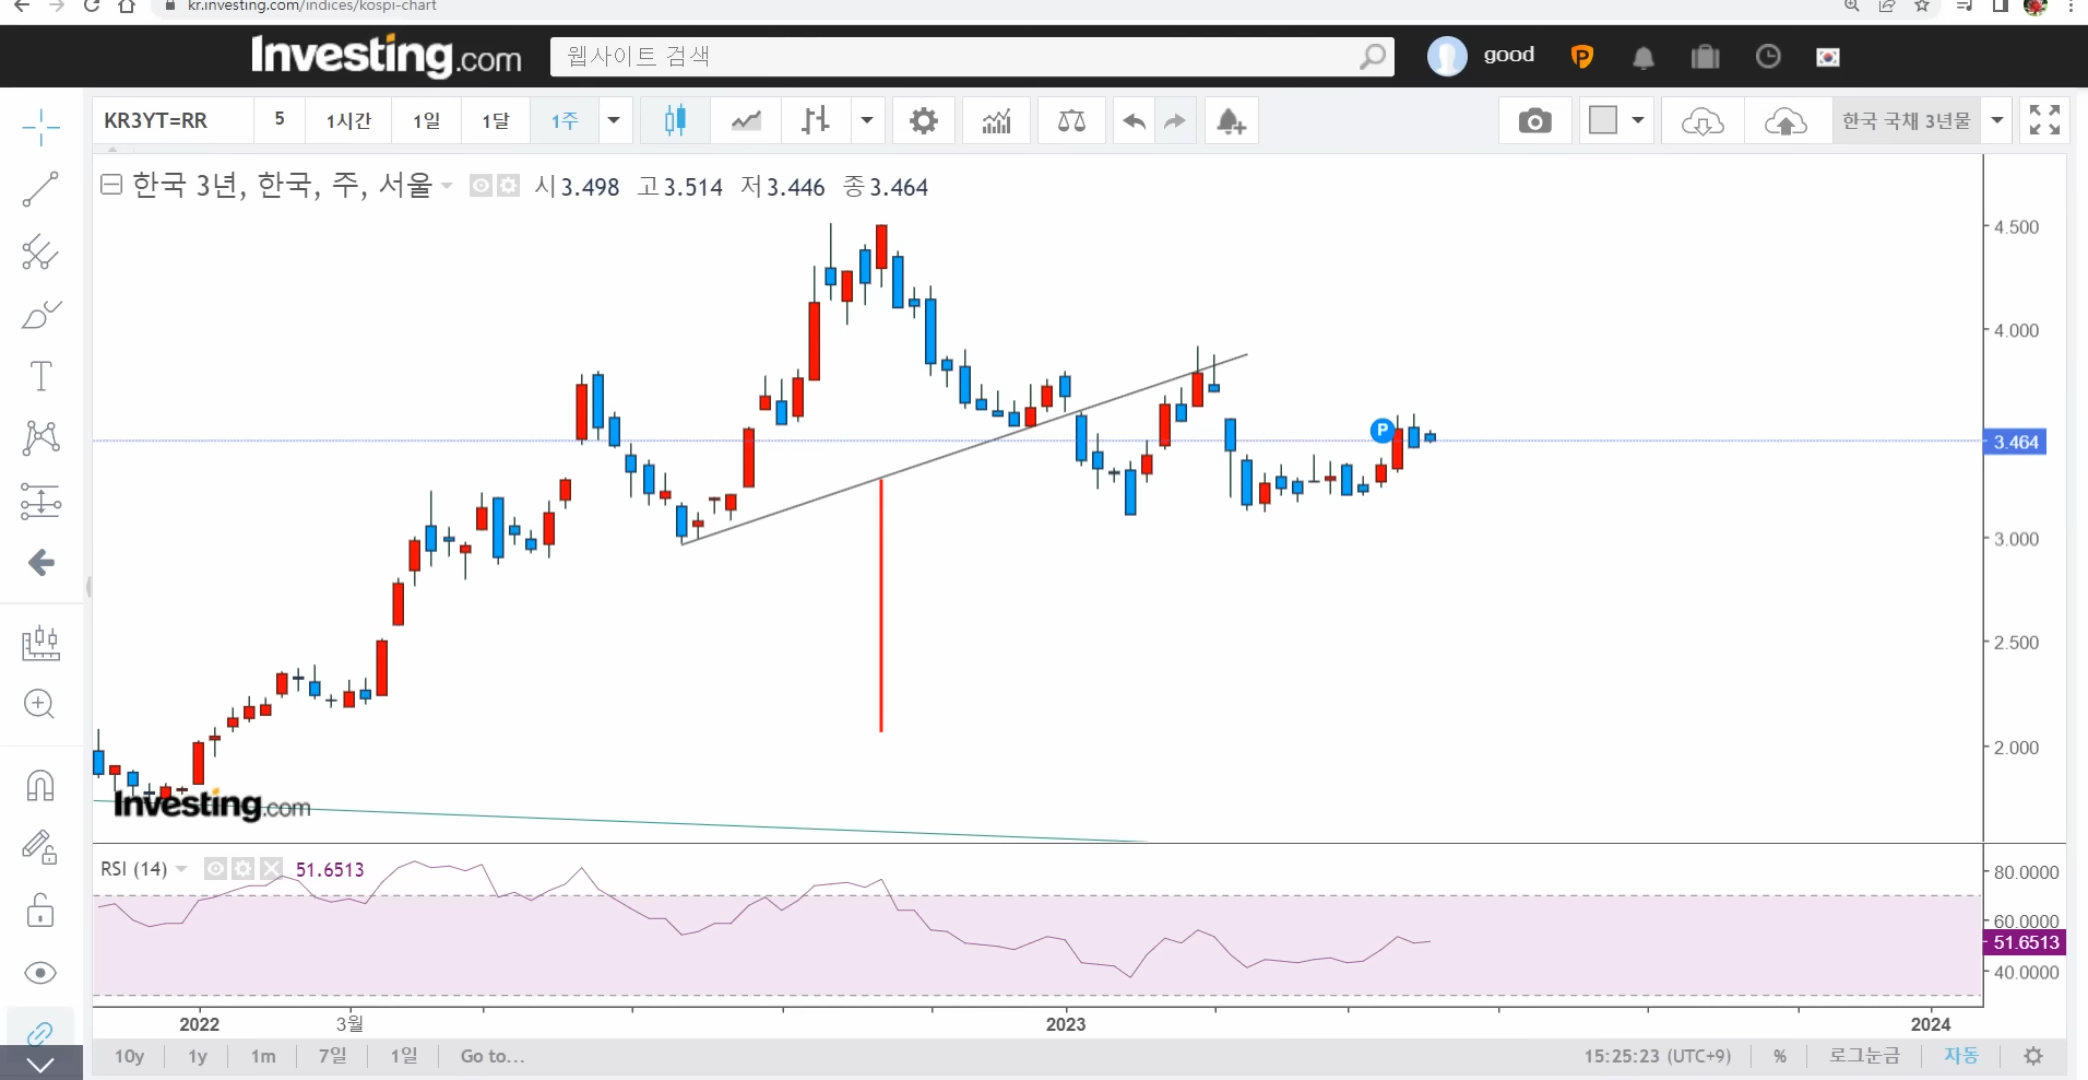 kr.investing.com/indices/kospi-chart
Investing.com 웹사이트 검색 good
KR3YT=RR 5 1시간 1일 1달 1주 한국 국채 3년물
한국 3년, 한국, 주, 서울 시3.498 고3.514 저3.446 종3.464
4.500
4.000
P
3.464
3.000
2.500
2.000
Investing.com
RSI (14) 51.6513
80.0000
60.0000
51.6513
40.0000
2022 3월 2023 2024
10y 1y 1m 7일 1일 Go to... 15:25:23 (UTC+9) % 로그눈금 자동